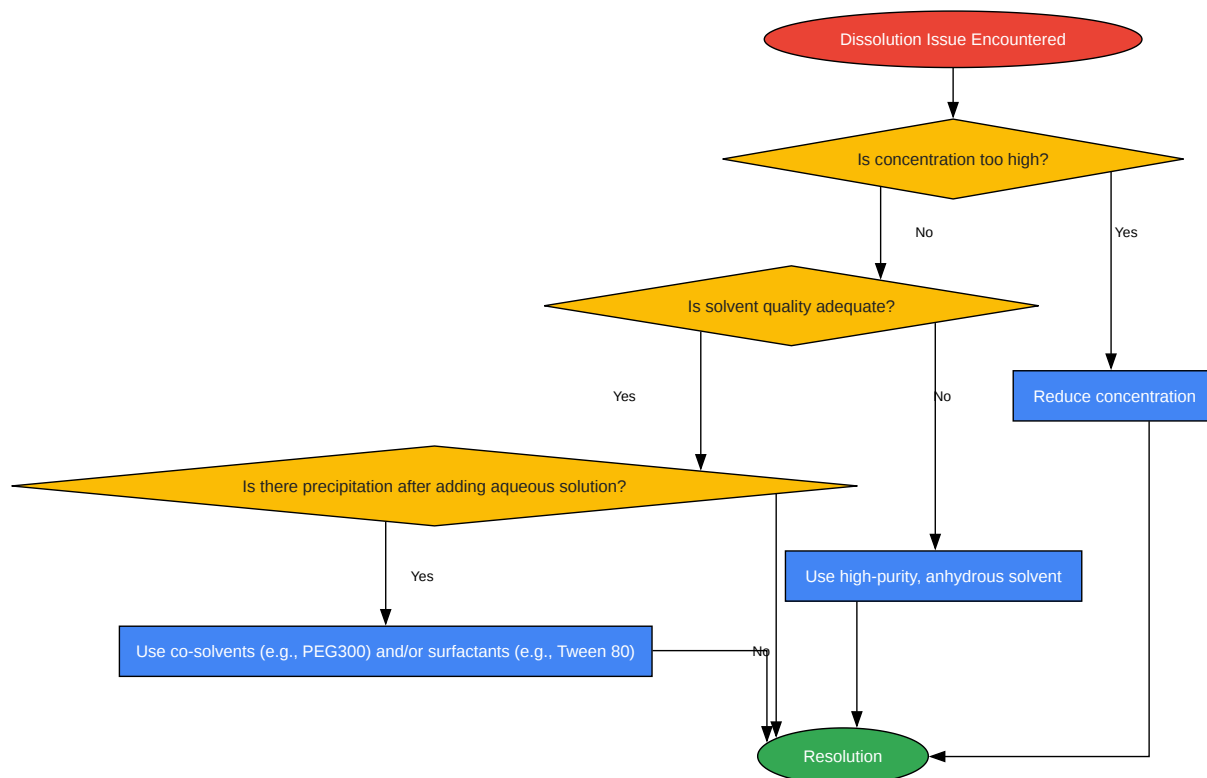 Dissolution Issue Encountered
Is concentration too high?
No
Yes
Is solvent quality adequate?
Yes
No
Reduce concentration
Is there precipitation after adding aqueous solution?
Yes
Use high-purity, anhydrous solvent
Use co-solvents (e.g., PEG300) and/or surfactants (e.g., Tween 80)
No
Resolution